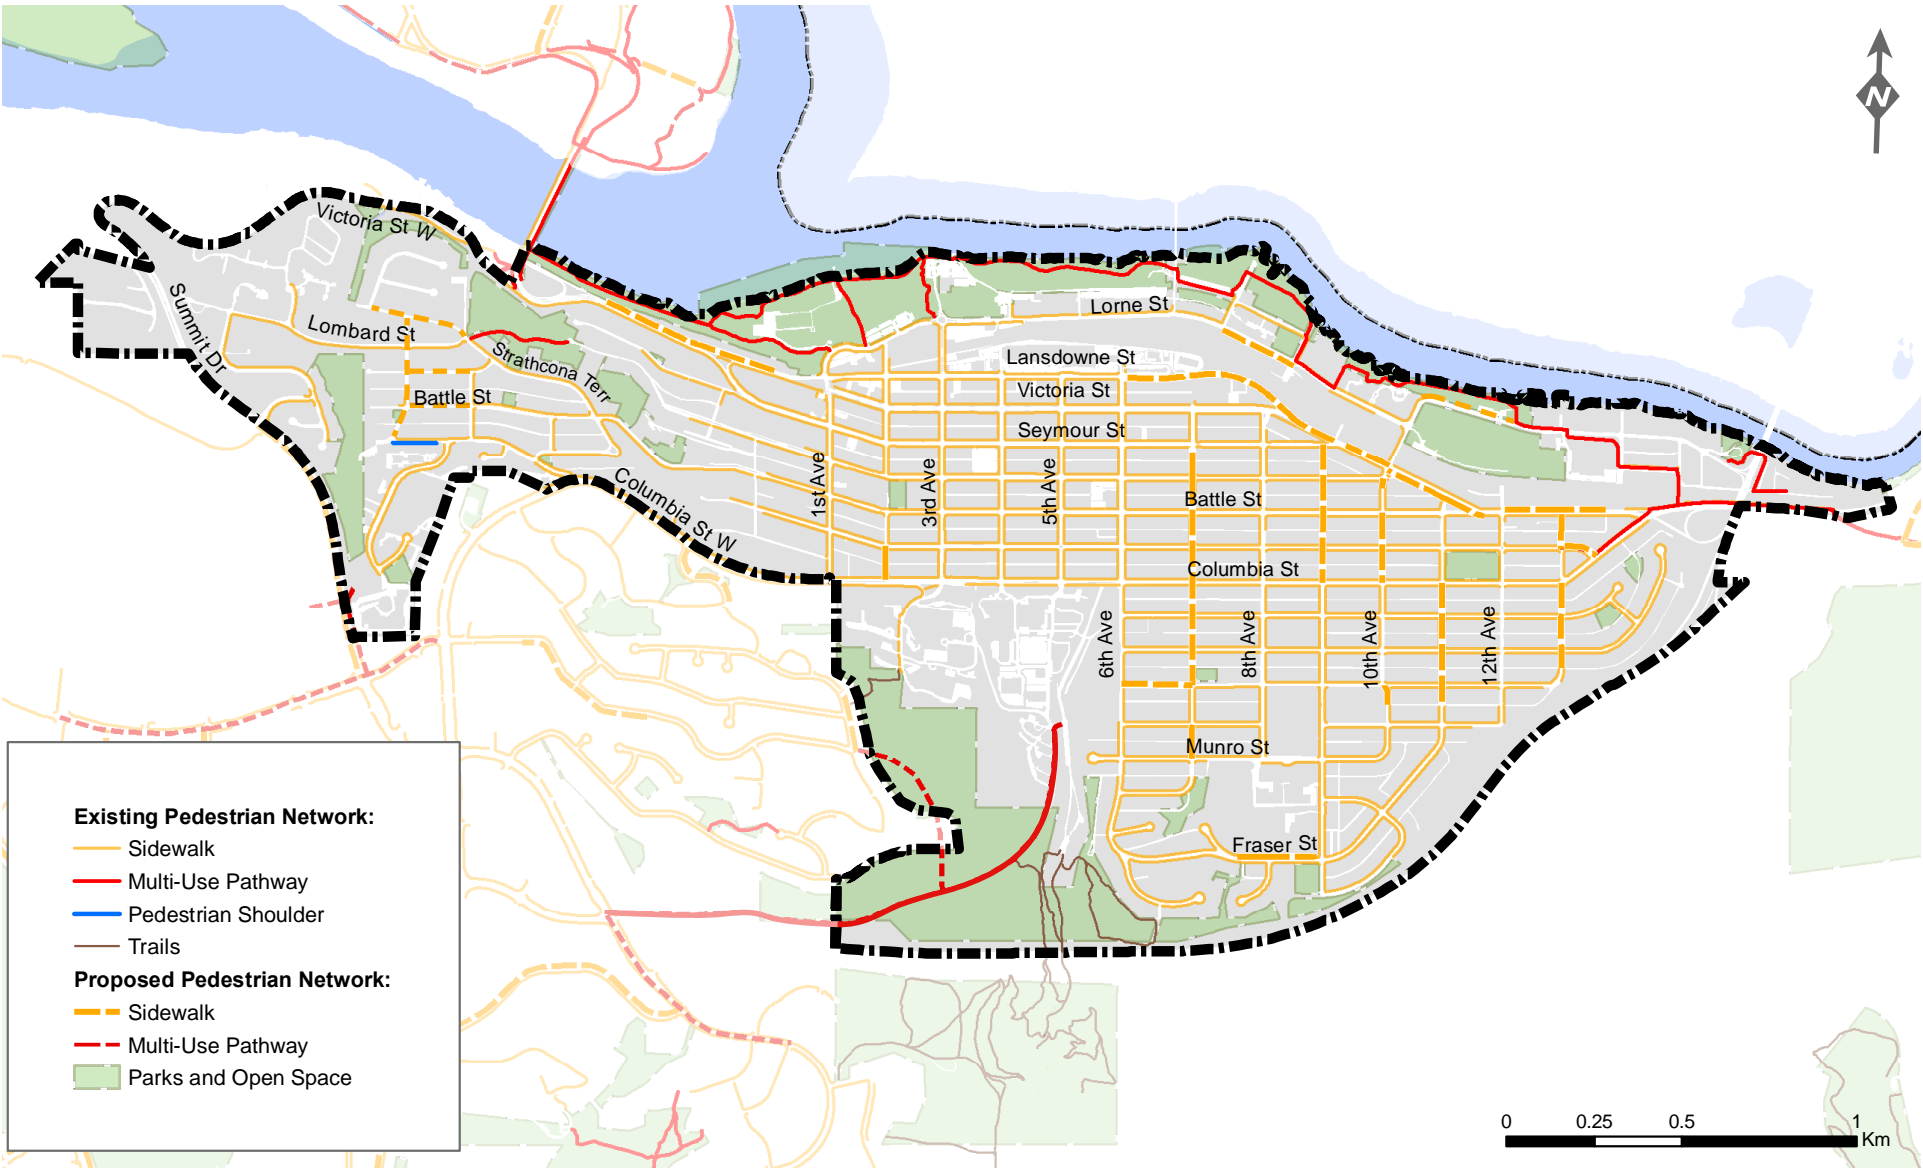 N
Victoria St W
Summit Dr
Lombard St
Strathcona Terr
Battle St
Columbia St W
Lorne St
Lansdowne St
Victoria St
Seymour St
1st Ave
3rd Ave
5th Ave
Battle St
Columbia St
6th Ave
8th Ave
10th Ave
12th Ave
Munro St
Fraser St
Existing Pedestrian Network:
Sidewalk
Multi-Use Pathway
Pedestrian Shoulder
Trails
Proposed Pedestrian Network:
Sidewalk
Multi-Use Pathway
Parks and Open Space
0 0.25 0.5 1
Km